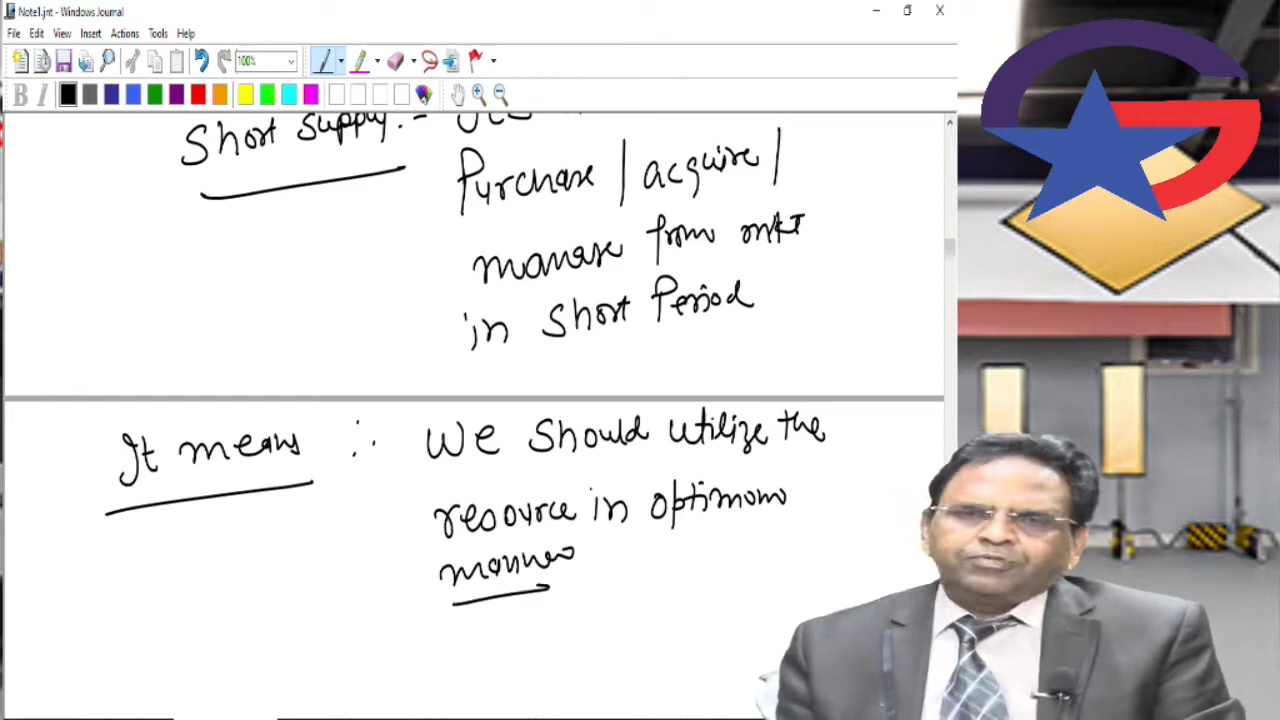 Note1.jnt - Windows Journal
File Edit View Insert Actions Tools Help
100%
B I
Short Supply :-
Purchase / acquire /
manage from mkt
in Short Period
It means : We Should utilize the
resource in optimum
manner